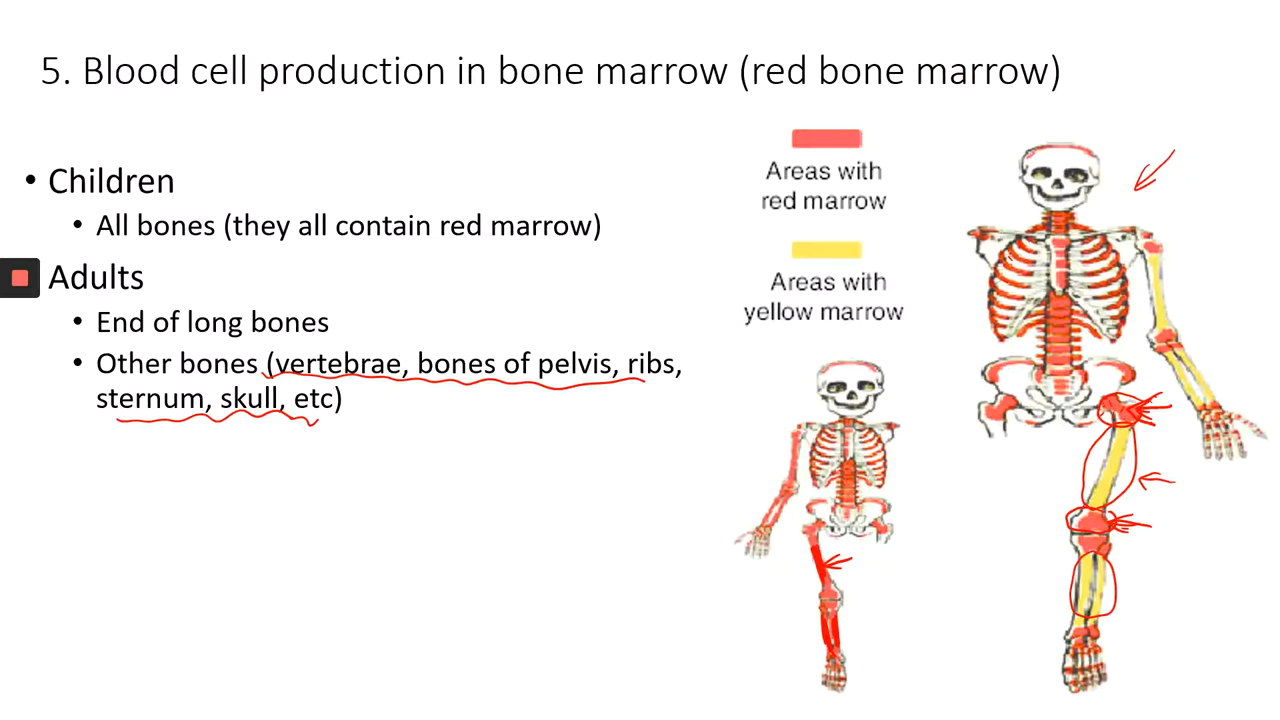 5. Blood cell production in bone marrow (red bone marrow)
• Children
• All bones (they all contain red marrow)
Adults
• End of long bones
• Other bones (vertebrae, bones of pelvis, ribs,
sternum, skull, etc)
Areas with
red marrow
Areas with
yellow marrow